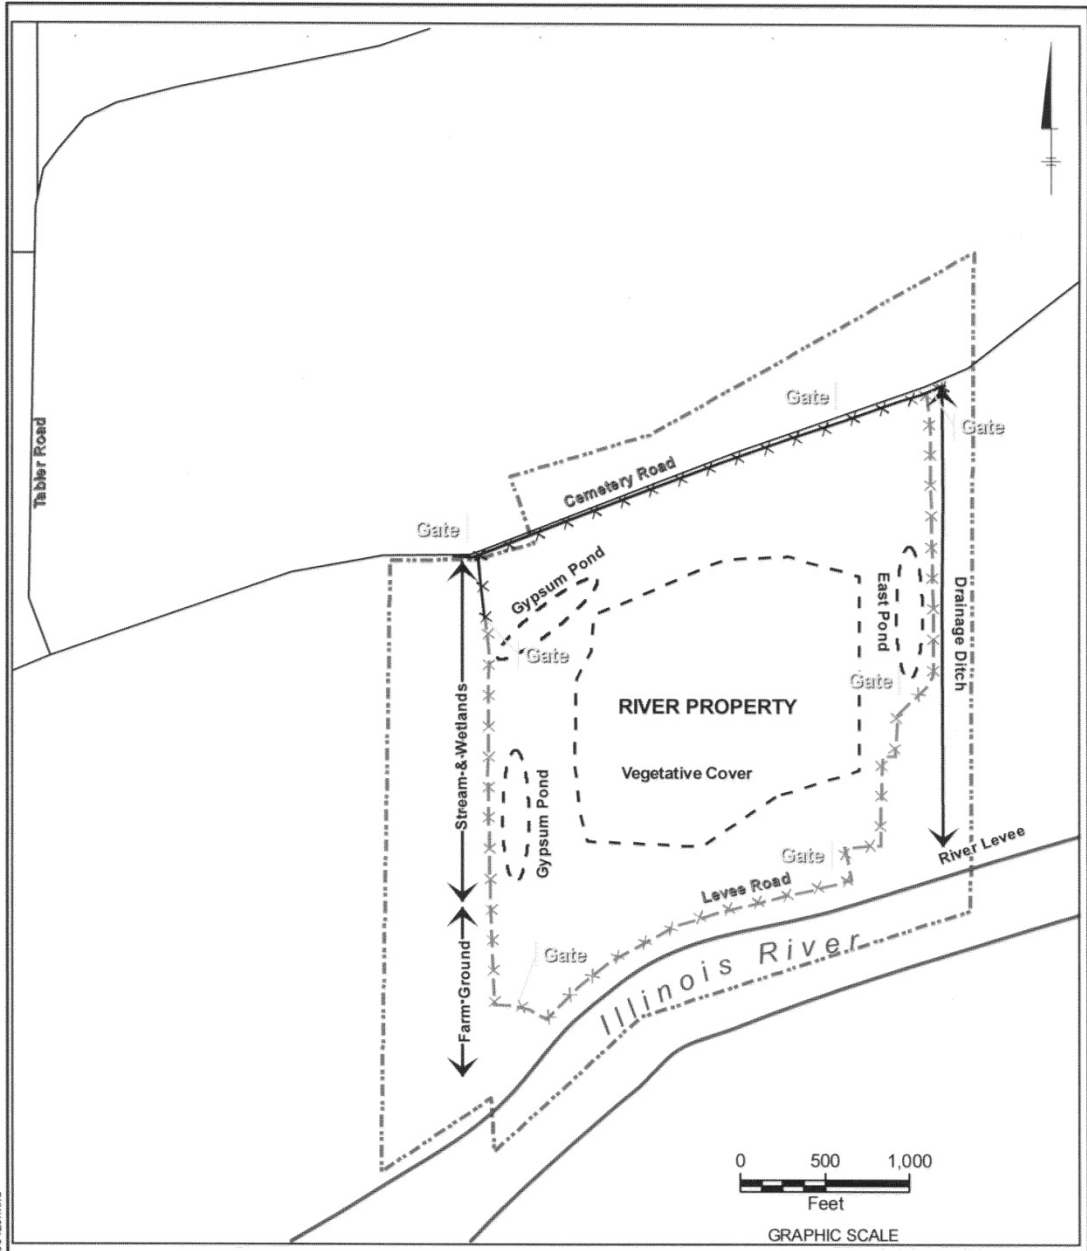 Tabler Road
Gate
Gate
Cemetery Road
Gate
Gypsum Pond
Gate
East Pond
Drainage Ditch
Gate
RIVER PROPERTY
Vegetative Cover
Stream & Wetlands
Gypsum Pond
River Levee
Gate
Levee Road
Gate
Farm Ground
Illinois River
0 500 1,000
Feet
GRAPHIC SCALE